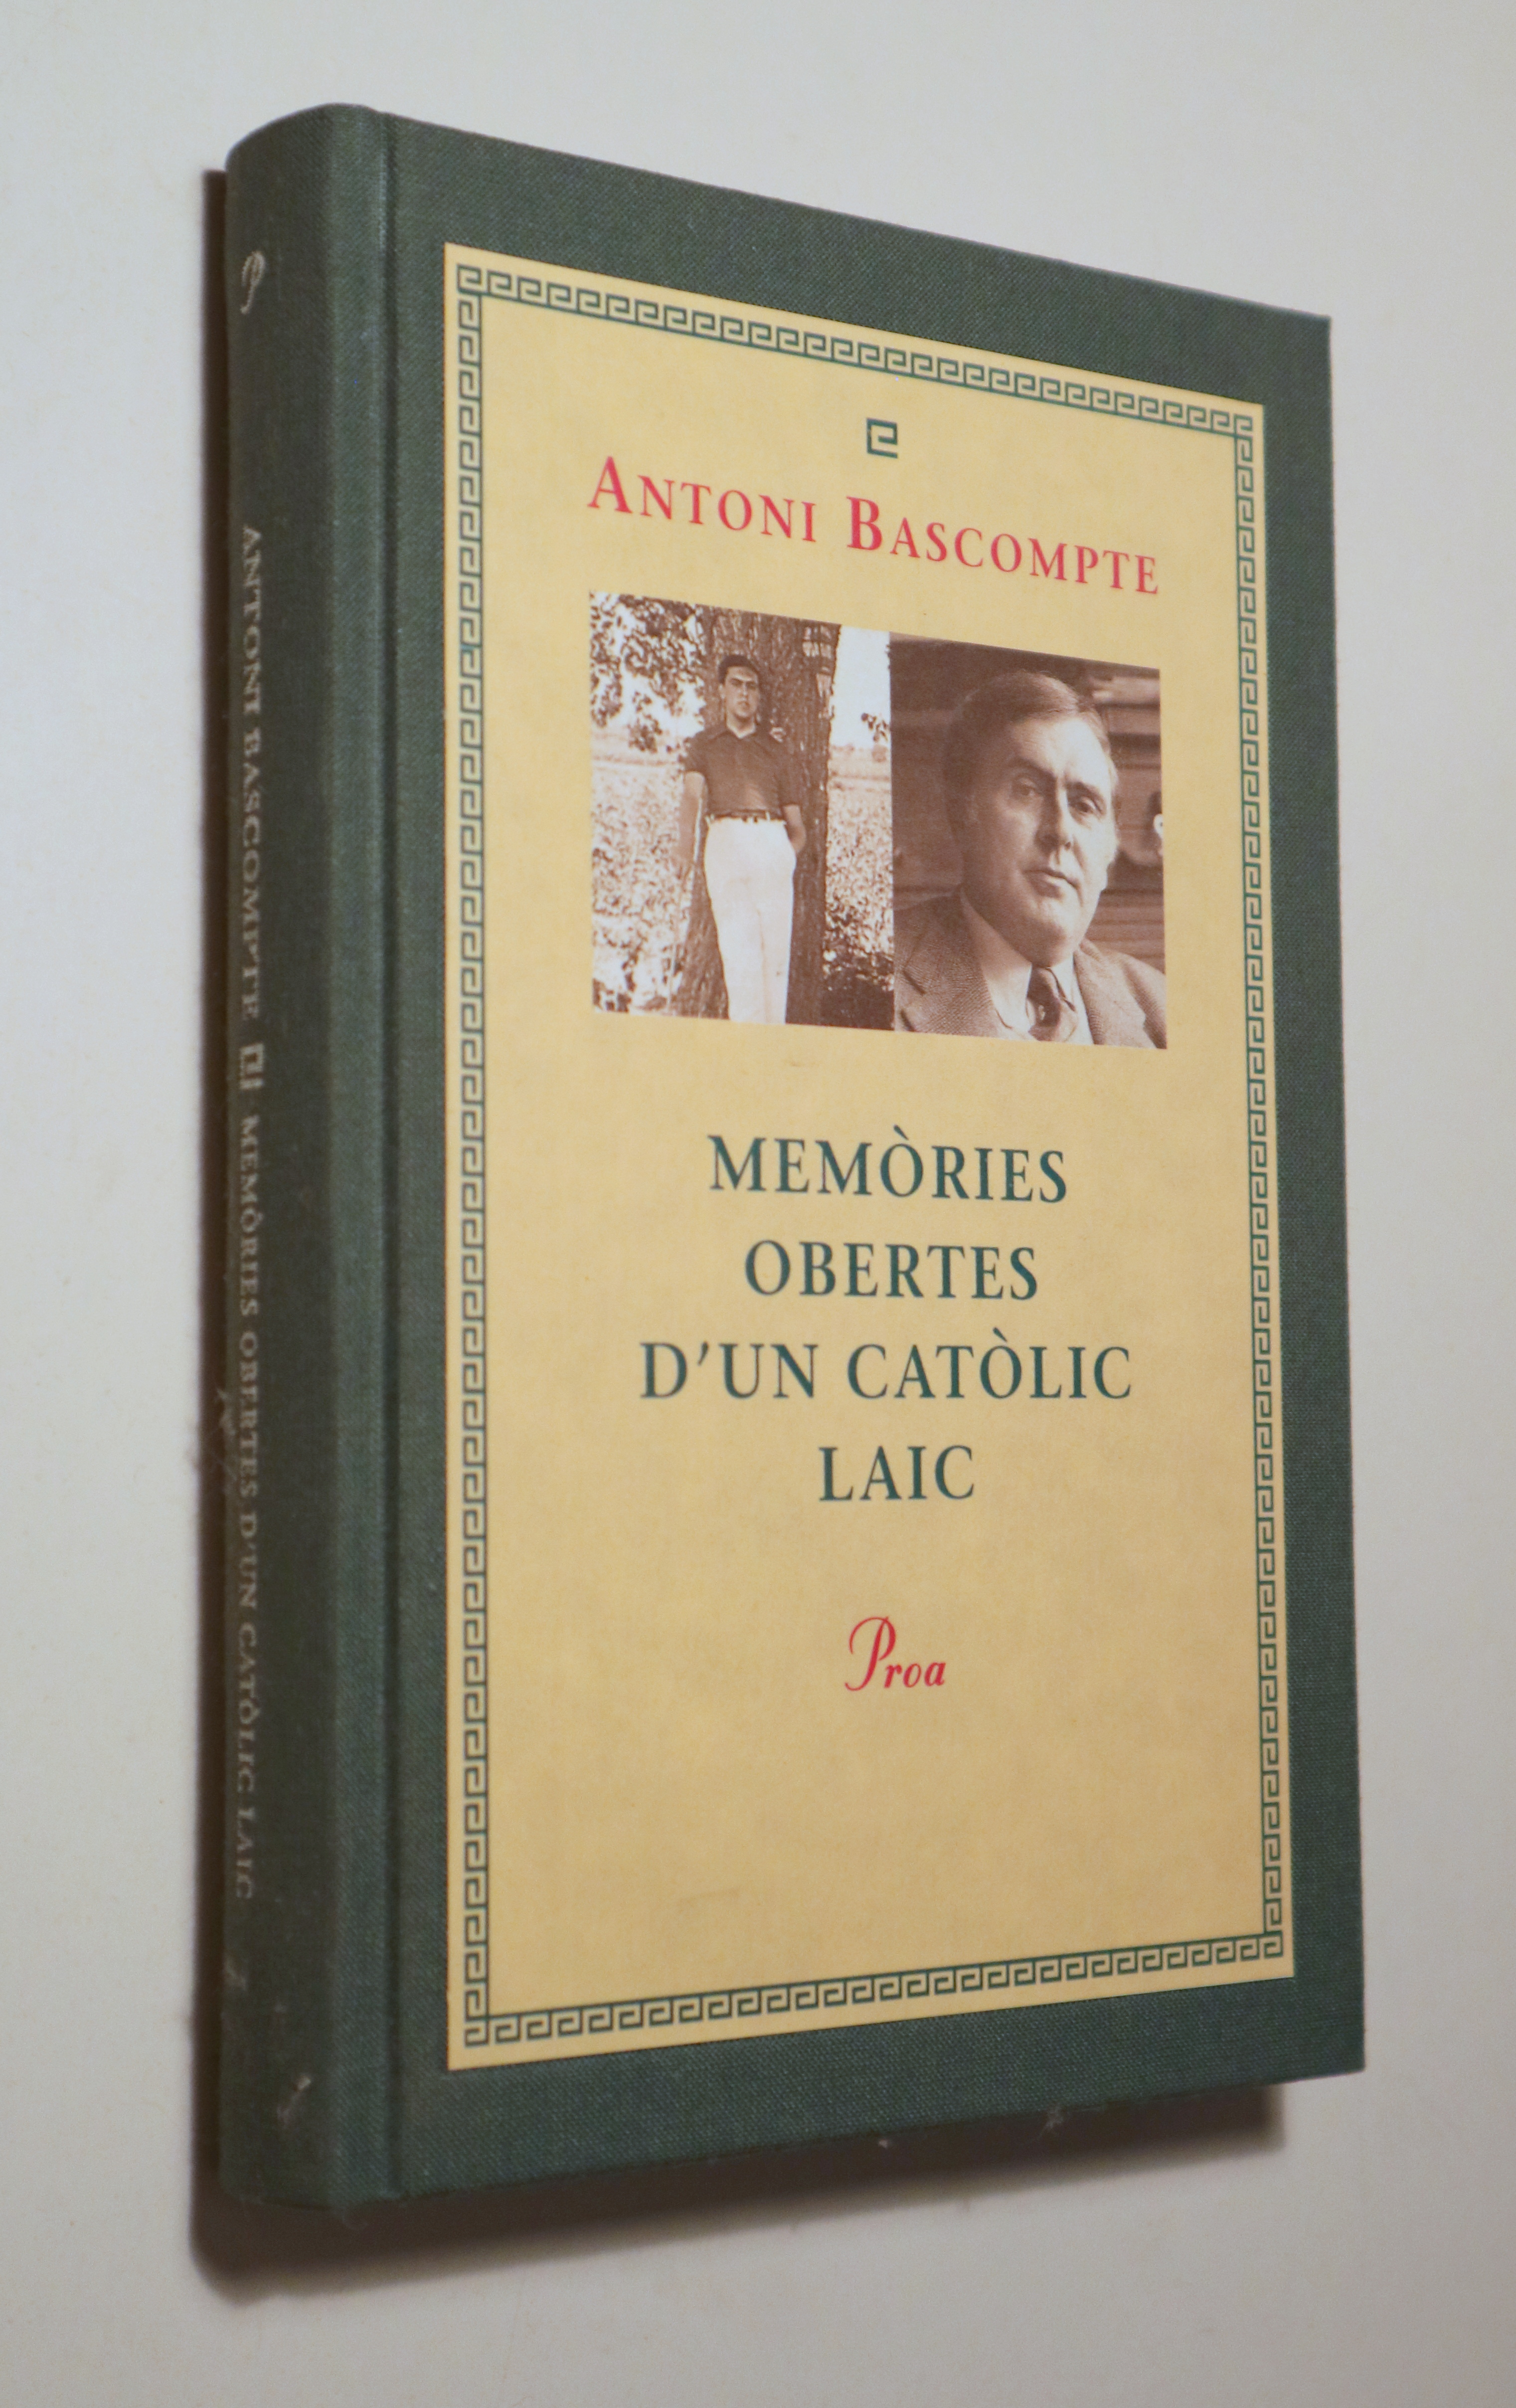 ANTONI BASCOMPTE
MEMÒRIES
OBERTES
D'UN CATÒLIC
LAIC
Proa
ANTONI BASCOMPTE MEMÒRIES OBERTES D'UN CATÒLIC LAIC